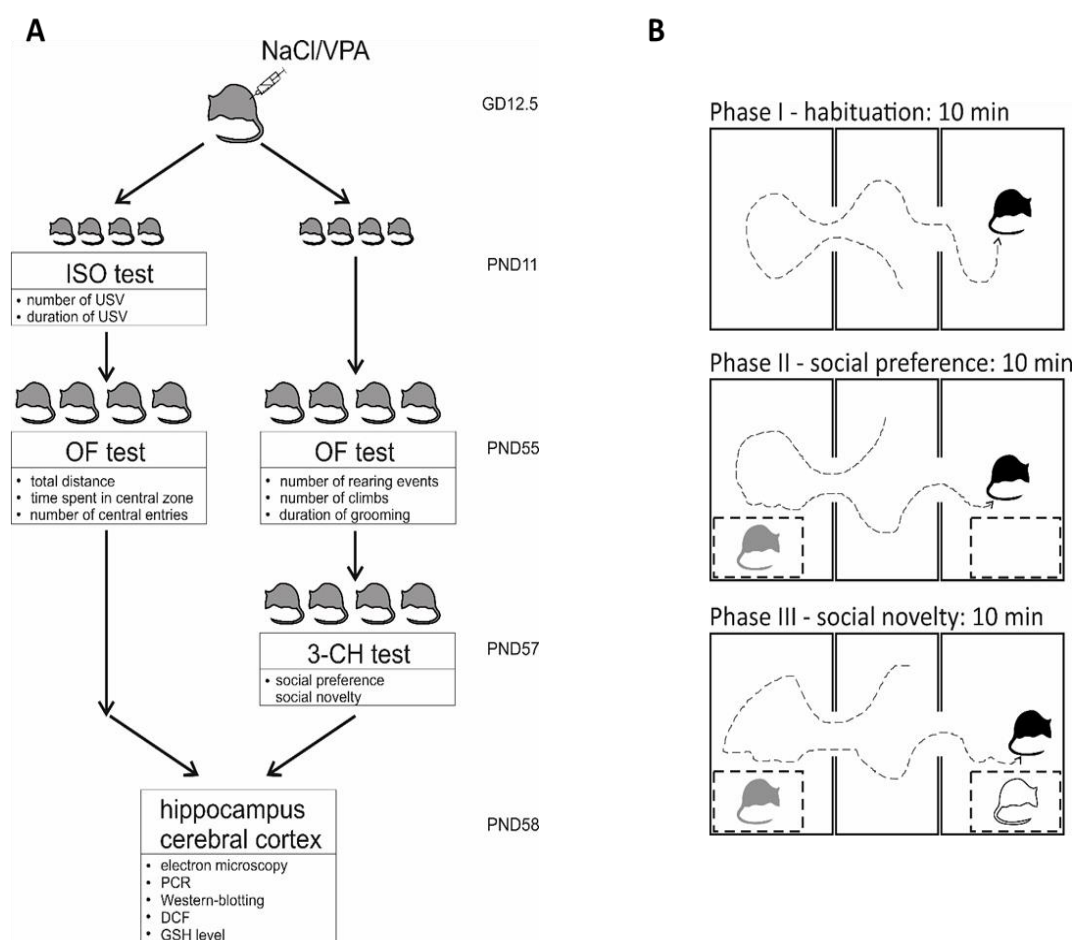 A
NaCl/VPA
GD12.5
PND11
ISO test
• number of USV
• duration of USV
PND55
OF test
• total distance
• time spent in central zone
• number of central entries
OF test
• number of rearing events
• number of climbs
• duration of grooming
PND57
3-CH test
• social preference
social novelty
PND58
hippocampus
cerebral cortex
• electron microscopy
• PCR
• Western-blotting
• DCF
• GSH level
B
Phase I - habituation: 10 min
Phase II - social preference: 10 min
Phase III - social novelty: 10 min